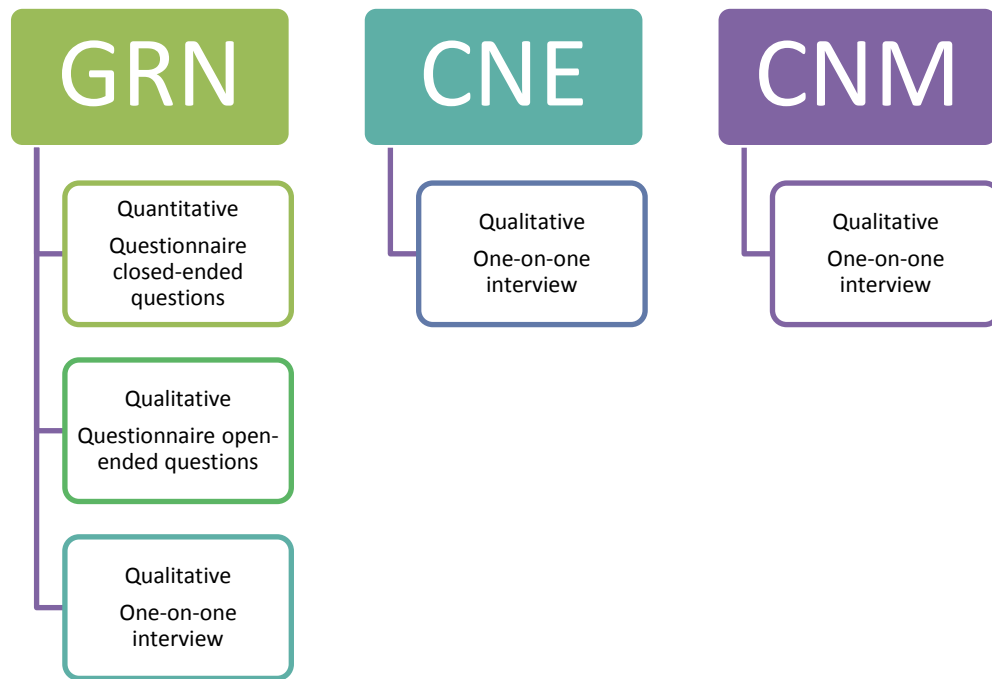 GRN
Quantitative
Questionnaire
closed-ended
questions
Qualitative
Questionnaire open-
ended questions
Qualitative
One-on-one
interview
CNE
Qualitative
One-on-one
interview
CNM
Qualitative
One-on-one
interview